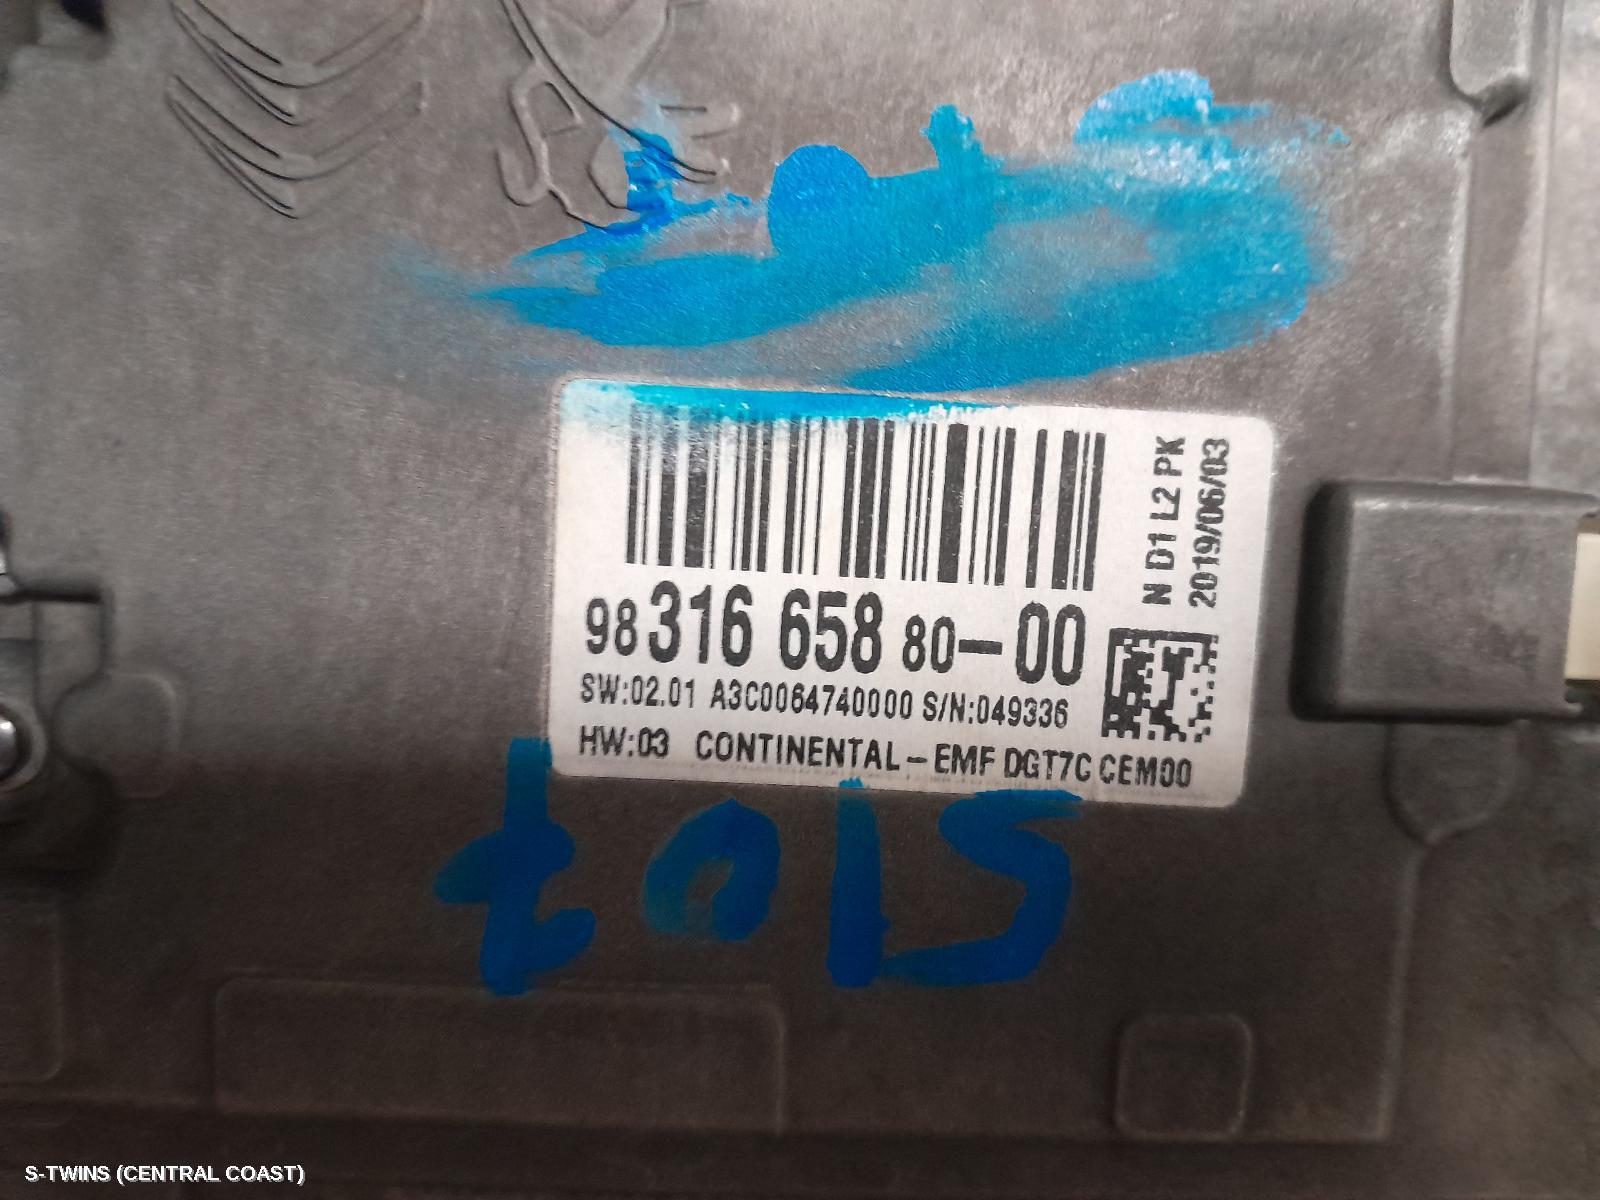 N D1 L2 PK
2019/06/03
98 316 658 80-00
SW:02.01 A3C0064740000 S/N:049336
HW:03 CONTINENTAL-EMF DGT7C CEM00
S-TWINS (CENTRAL COAST)